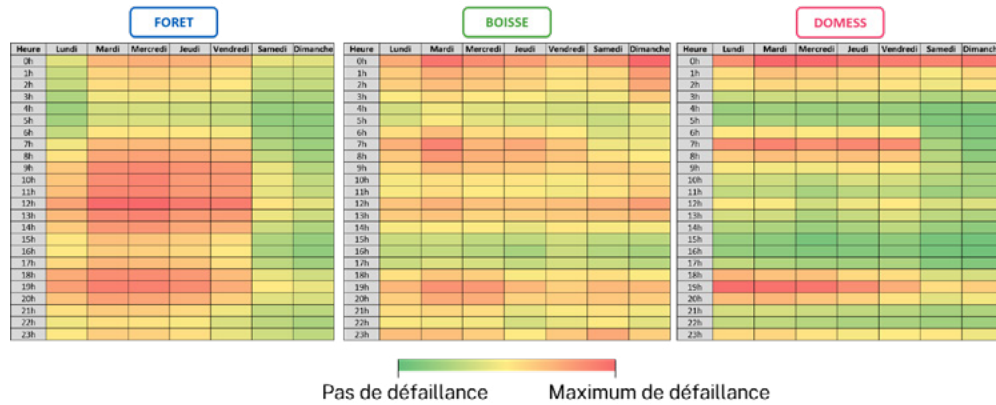 FORET
BOISSE
DOMESS
Heure Lundi Mardi Mercredi Jeudi Vendredi Samedi Dimanche
Heure Lundi Mardi Mercredi Jeudi Vendredi Samedi Dimanche
Heure Lundi Mardi Mercredi Jeudi Vendredi Samedi Dimanch
0h 0h 0h
1h 1h 1h
2h 2h 2h
3h 3h 3h
4h 4h 4h
5h 5h 5h
6h 6h 6h
7h 7h 7h
8h 8h 8h
9h 9h 9h
10h 10h 10h
11h 11h 11h
12h 12h 12h
13h 13h 13h
14h 14h 14h
15h 15h 15h
16h 16h 16h
17h 17h 17h
18h 18h 18h
19h 19h 19h
20h 20h 20h
21h 21h 21h
22h 22h 22h
23h 23h 23h
Pas de défaillance Maximum de défaillance